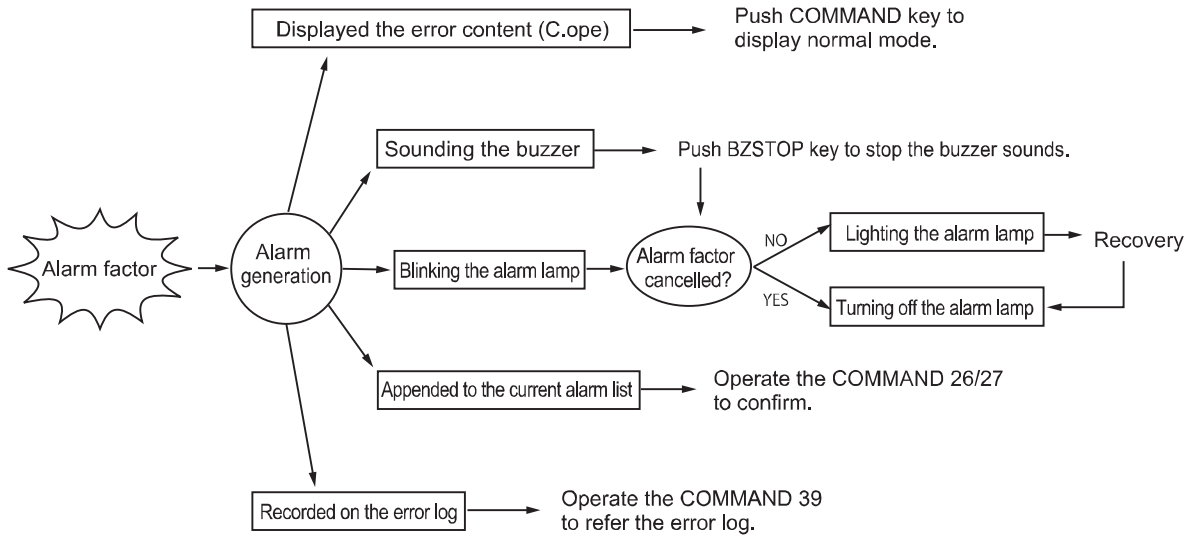 Displayed the error content (C.ope)
Push COMMAND key to
display normal mode.
Sounding the buzzer
Push BZSTOP key to stop the buzzer sounds.
Alarm factor
Alarm
generation
Blinking the alarm lamp
Alarm factor
cancelled?
NO
YES
Lighting the alarm lamp
Recovery
Turning off the alarm lamp
Appended to the current alarm list
Operate the COMMAND 26/27
to confirm.
Recorded on the error log
Operate the COMMAND 39
to refer the error log.